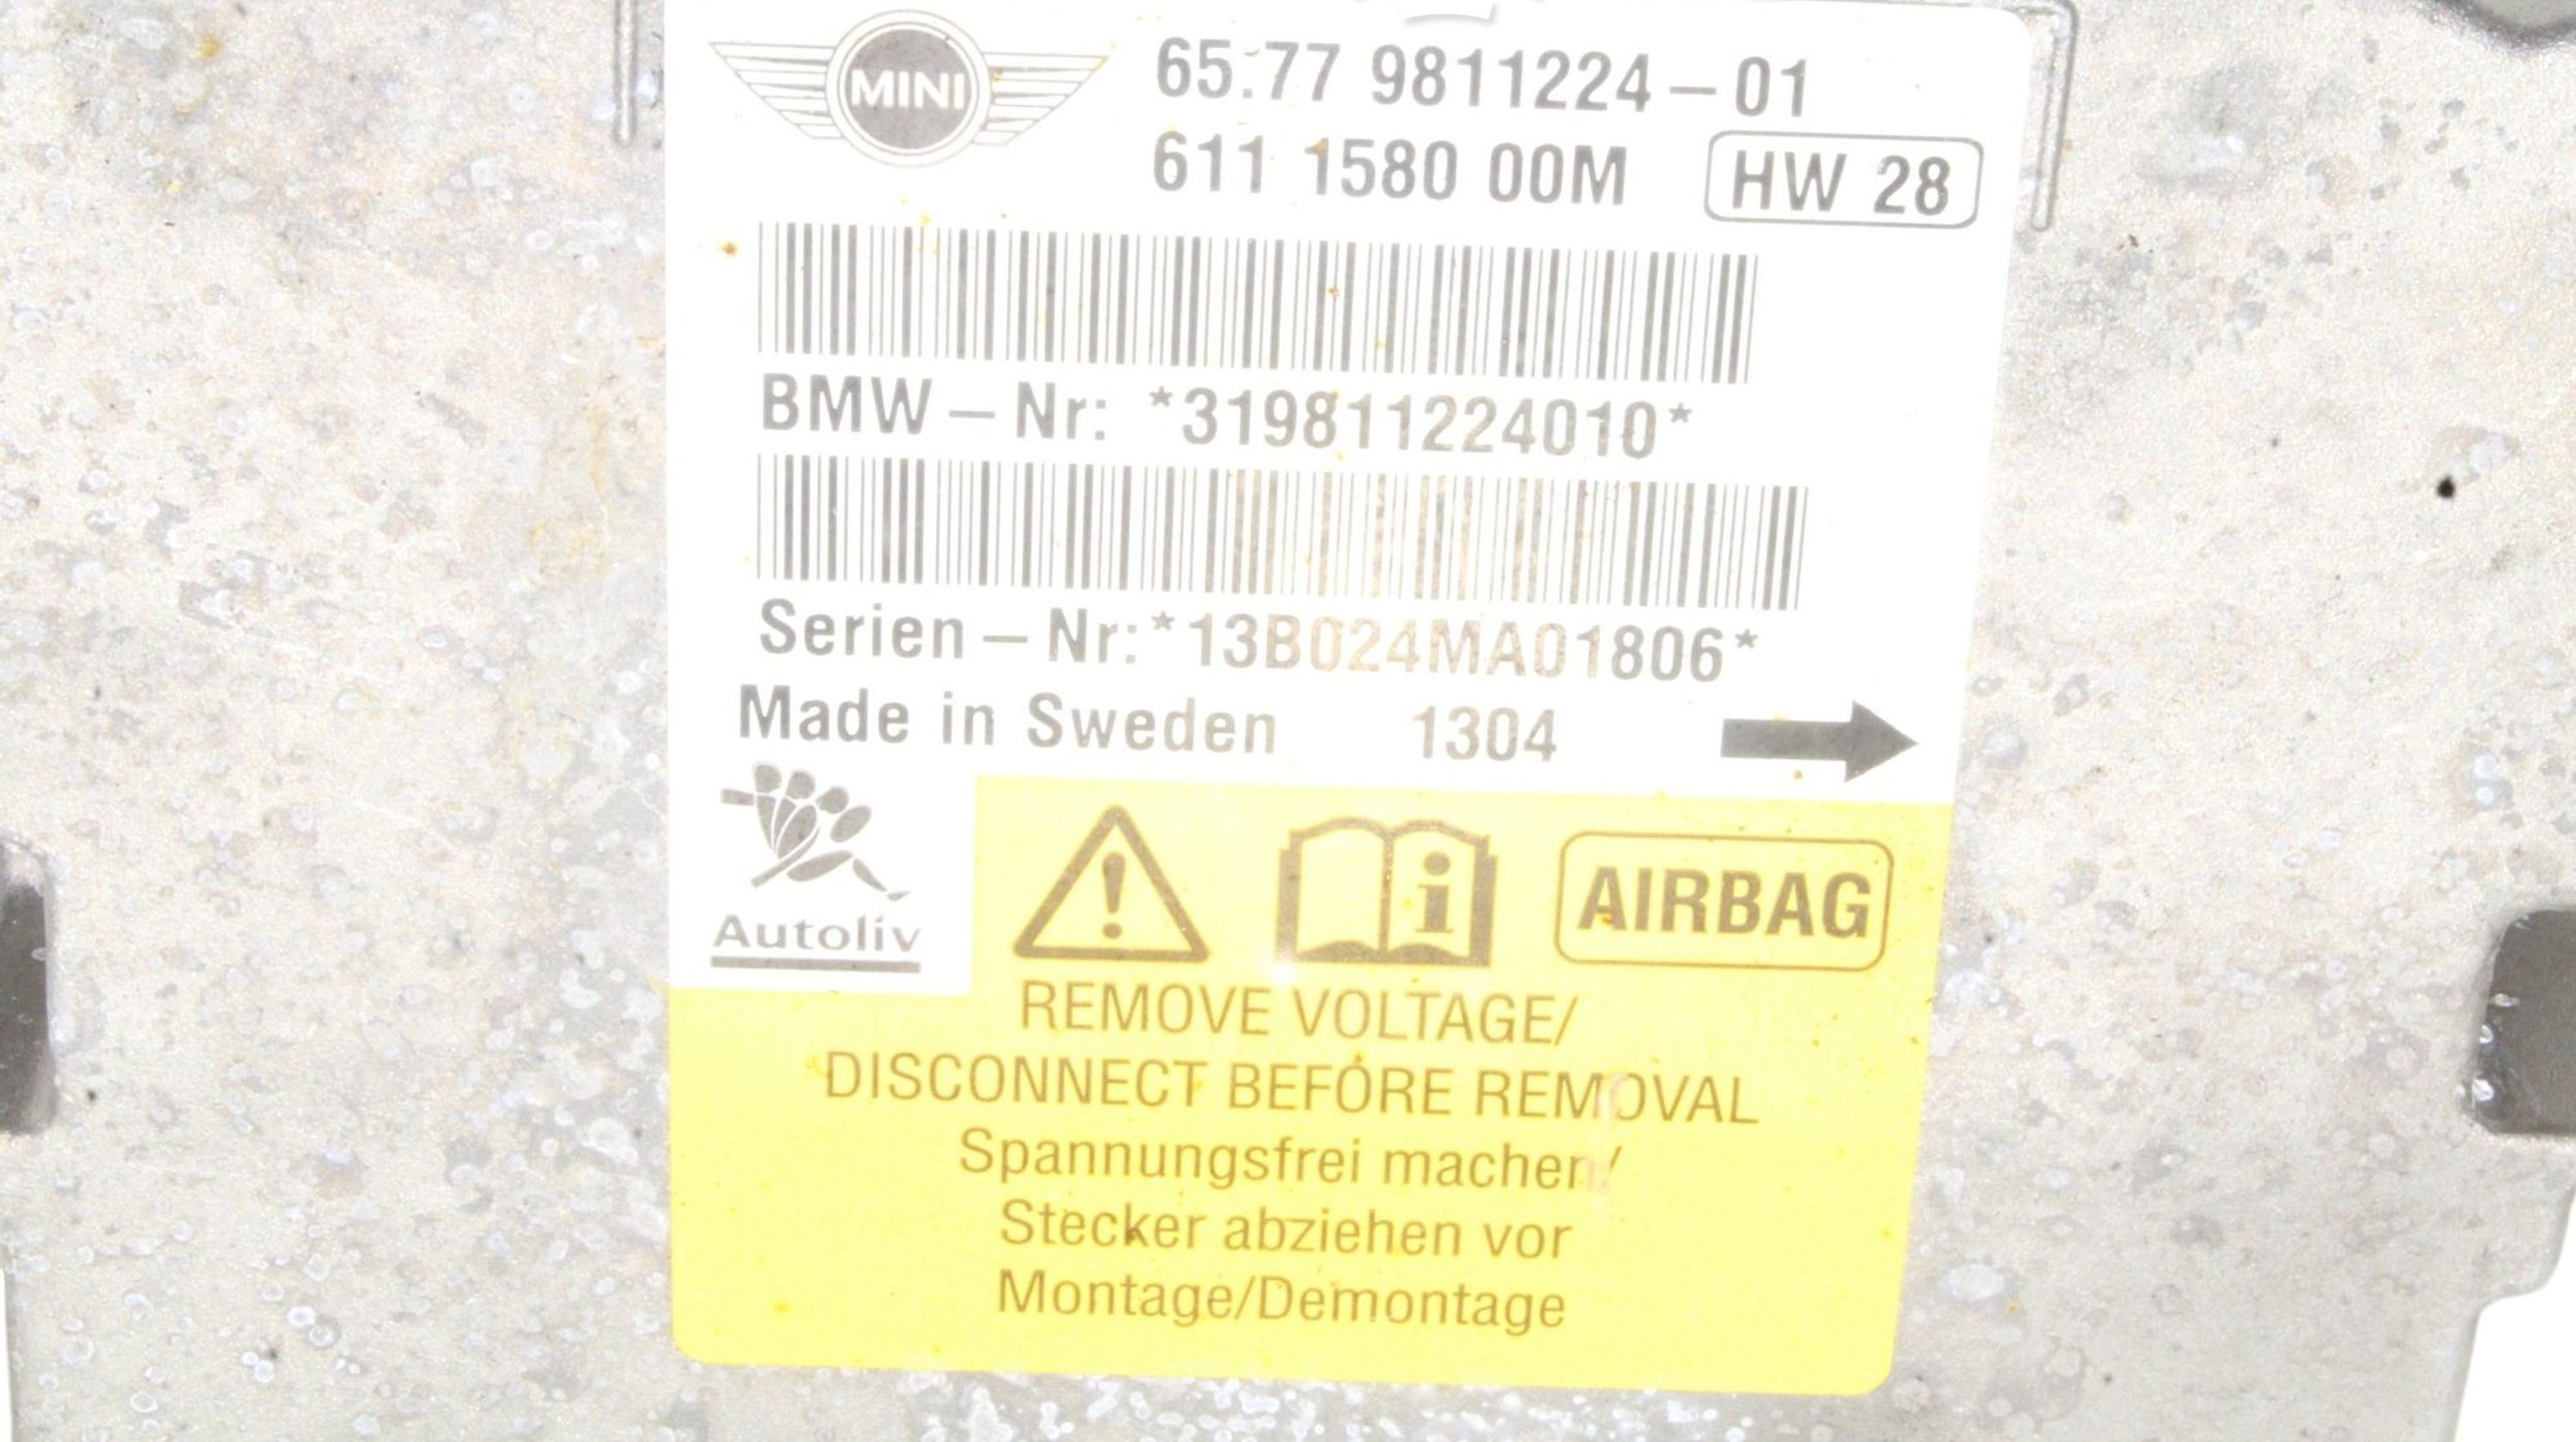 MINI
65.77 9811224-01
611 1580 00M HW 28
BMW-Nr: *319811224010*
Serien-Nr:*13B024MA01806*
Made in Sweden 1304
Autoliv
AIRBAG
REMOVE VOLTAGE/
DISCONNECT BEFORE REMOVAL
Spannungsfrei machen/
Stecker abziehen vor
Montage/Demontage